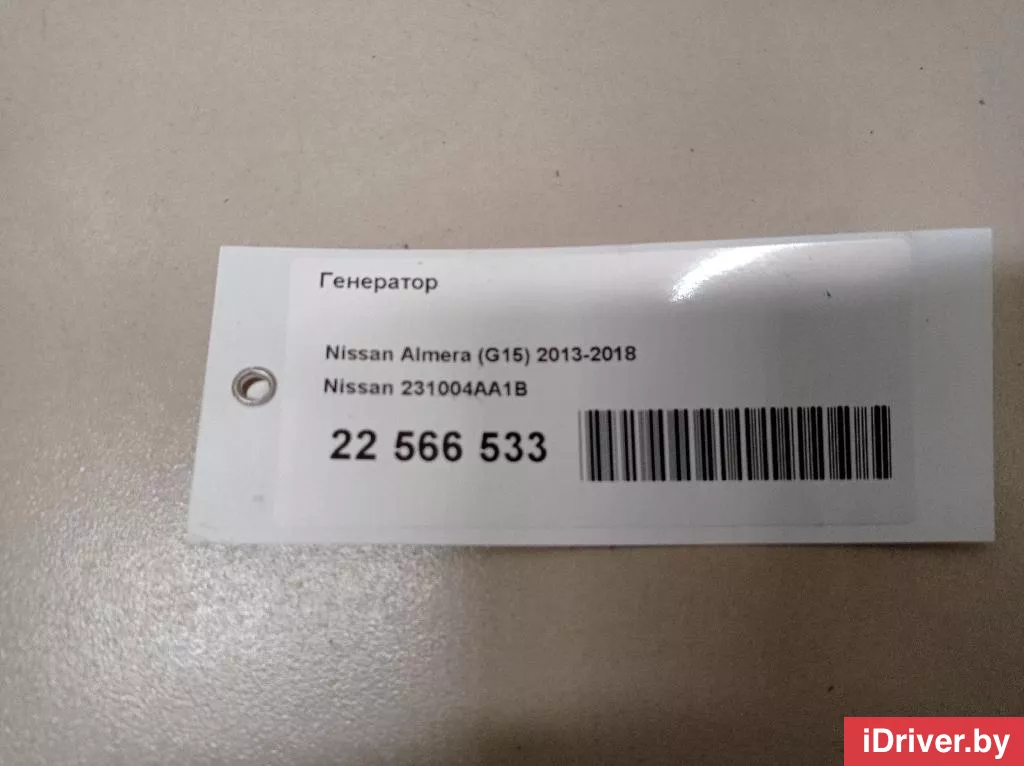 Генератор
Nissan Almera (G15) 2013-2018
Nissan 231004AA1B
22 566 533
iDriver.by